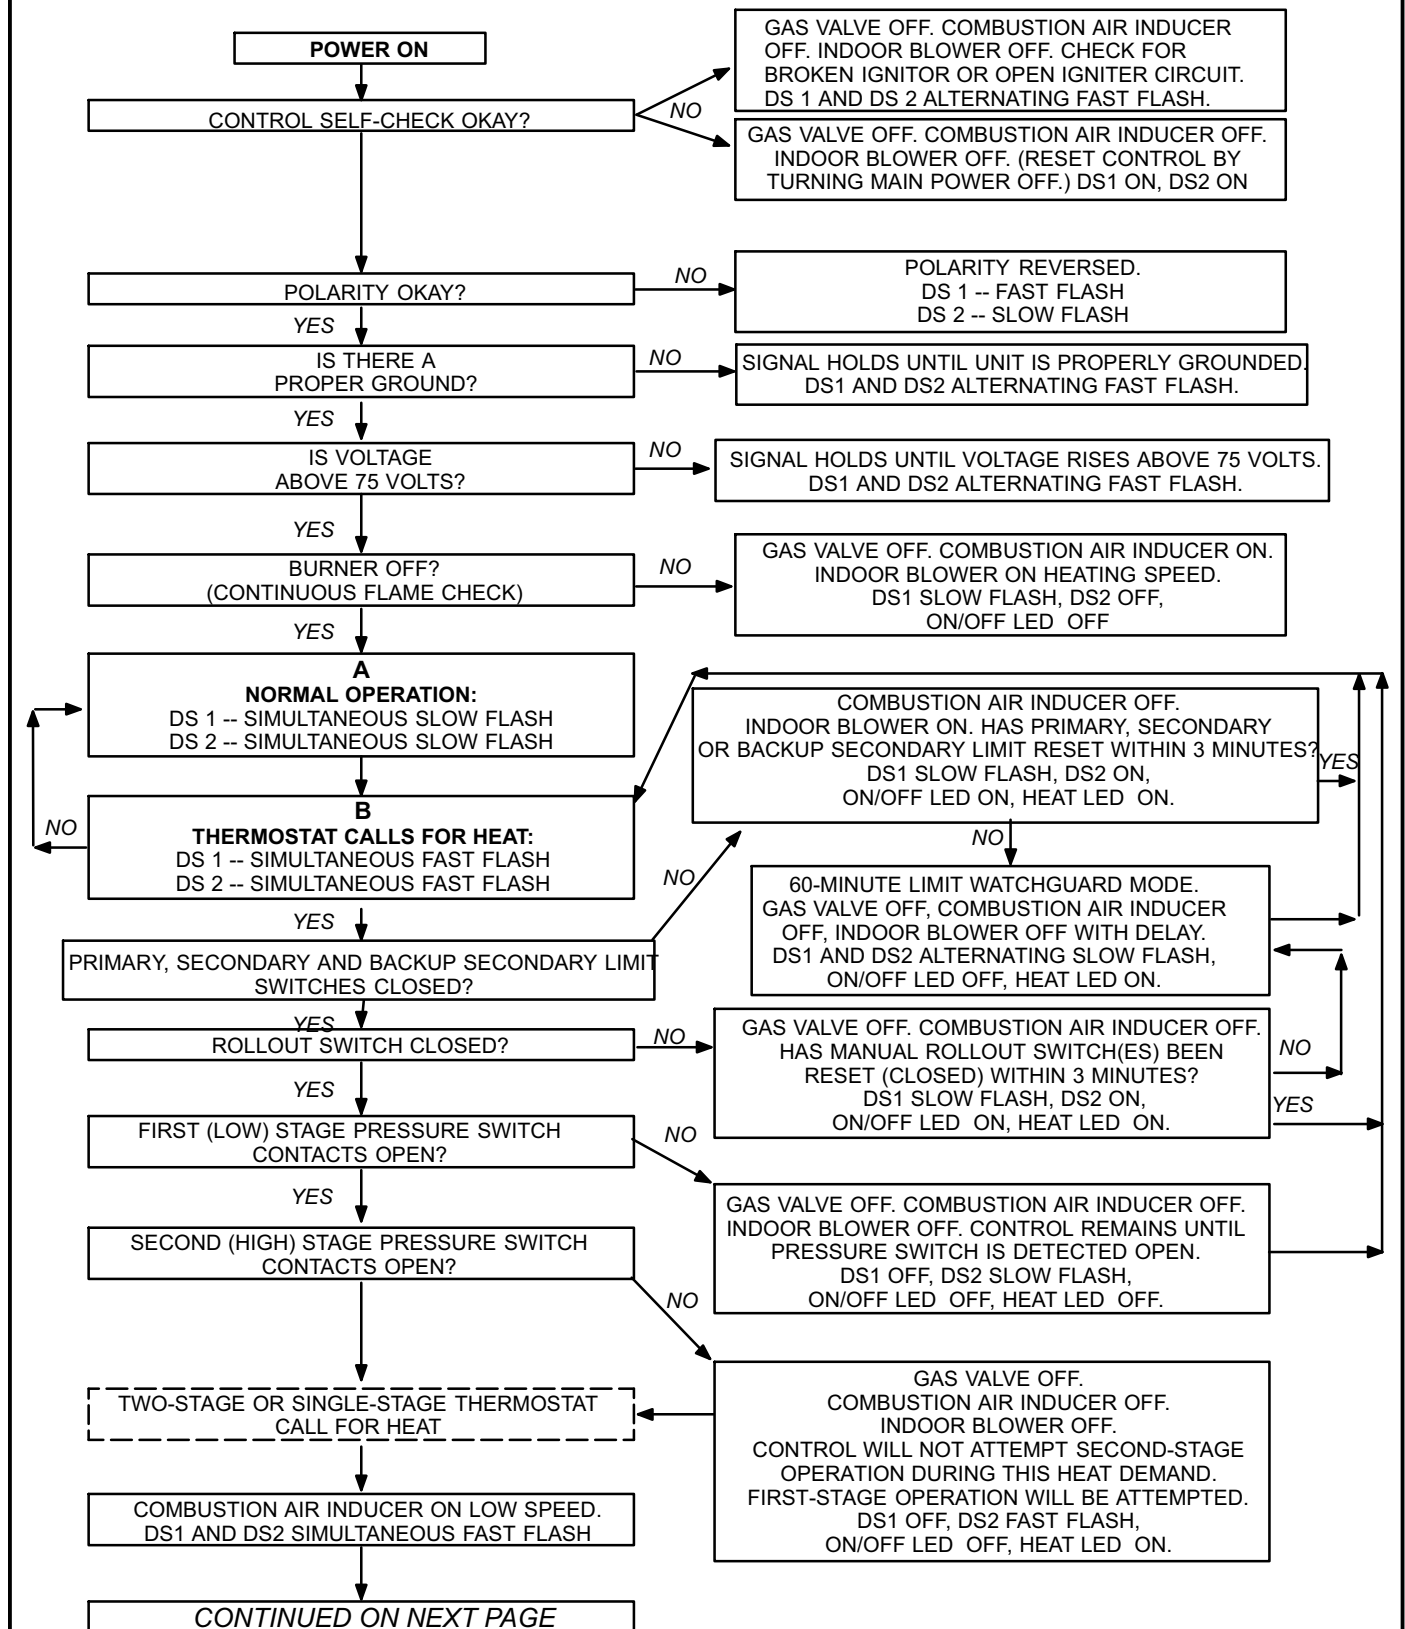 POWER ON
GAS VALVE OFF. COMBUSTION AIR INDUCER
OFF. INDOOR BLOWER OFF. CHECK FOR
BROKEN IGNITOR OR OPEN IGNITER CIRCUIT.
DS 1 AND DS 2 ALTERNATING FAST FLASH.
CONTROL SELF-CHECK OKAY?
NO
GAS VALVE OFF. COMBUSTION AIR INDUCER OFF.
INDOOR BLOWER OFF. (RESET CONTROL BY
TURNING MAIN POWER OFF.) DS1 ON, DS2 ON
POLARITY OKAY?
NO
POLARITY REVERSED.
DS 1 -- FAST FLASH
DS 2 -- SLOW FLASH
YES
IS THERE A
PROPER GROUND?
NO
SIGNAL HOLDS UNTIL UNIT IS PROPERLY GROUNDED.
DS1 AND DS2 ALTERNATING FAST FLASH.
YES
IS VOLTAGE
ABOVE 75 VOLTS?
NO
SIGNAL HOLDS UNTIL VOLTAGE RISES ABOVE 75 VOLTS.
DS1 AND DS2 ALTERNATING FAST FLASH.
YES
BURNER OFF?
(CONTINUOUS FLAME CHECK)
NO
GAS VALVE OFF. COMBUSTION AIR INDUCER ON.
INDOOR BLOWER ON HEATING SPEED.
DS1 SLOW FLASH, DS2 OFF,
ON/OFF LED OFF
YES
A
NORMAL OPERATION:
DS 1 -- SIMULTANEOUS SLOW FLASH
DS 2 -- SIMULTANEOUS SLOW FLASH
COMBUSTION AIR INDUCER OFF.
INDOOR BLOWER ON. HAS PRIMARY, SECONDARY
OR BACKUP SECONDARY LIMIT RESET WITHIN 3 MINUTES?
DS1 SLOW FLASH, DS2 ON,
ON/OFF LED ON, HEAT LED ON.
YES
NO
B
THERMOSTAT CALLS FOR HEAT:
DS 1 -- SIMULTANEOUS FAST FLASH
DS 2 -- SIMULTANEOUS FAST FLASH
NO
NO
60-MINUTE LIMIT WATCHGUARD MODE.
GAS VALVE OFF, COMBUSTION AIR INDUCER
OFF, INDOOR BLOWER OFF WITH DELAY.
DS1 AND DS2 ALTERNATING SLOW FLASH,
ON/OFF LED OFF, HEAT LED ON.
YES
PRIMARY, SECONDARY AND BACKUP SECONDARY LIMIT
SWITCHES CLOSED?
YES
ROLLOUT SWITCH CLOSED?
NO
GAS VALVE OFF. COMBUSTION AIR INDUCER OFF.
HAS MANUAL ROLLOUT SWITCH(ES) BEEN
RESET (CLOSED) WITHIN 3 MINUTES?
DS1 SLOW FLASH, DS2 ON,
ON/OFF LED ON, HEAT LED ON.
NO
YES
YES
FIRST (LOW) STAGE PRESSURE SWITCH
CONTACTS OPEN?
NO
YES
GAS VALVE OFF. COMBUSTION AIR INDUCER OFF.
INDOOR BLOWER OFF. CONTROL REMAINS UNTIL
PRESSURE SWITCH IS DETECTED OPEN.
DS1 OFF, DS2 SLOW FLASH,
ON/OFF LED OFF, HEAT LED OFF.
SECOND (HIGH) STAGE PRESSURE SWITCH
CONTACTS OPEN?
NO
GAS VALVE OFF.
COMBUSTION AIR INDUCER OFF.
INDOOR BLOWER OFF.
CONTROL WILL NOT ATTEMPT SECOND-STAGE
OPERATION DURING THIS HEAT DEMAND.
FIRST-STAGE OPERATION WILL BE ATTEMPTED.
DS1 OFF, DS2 FAST FLASH,
ON/OFF LED OFF, HEAT LED ON.
TWO-STAGE OR SINGLE-STAGE THERMOSTAT
CALL FOR HEAT
COMBUSTION AIR INDUCER ON LOW SPEED.
DS1 AND DS2 SIMULTANEOUS FAST FLASH
CONTINUED ON NEXT PAGE